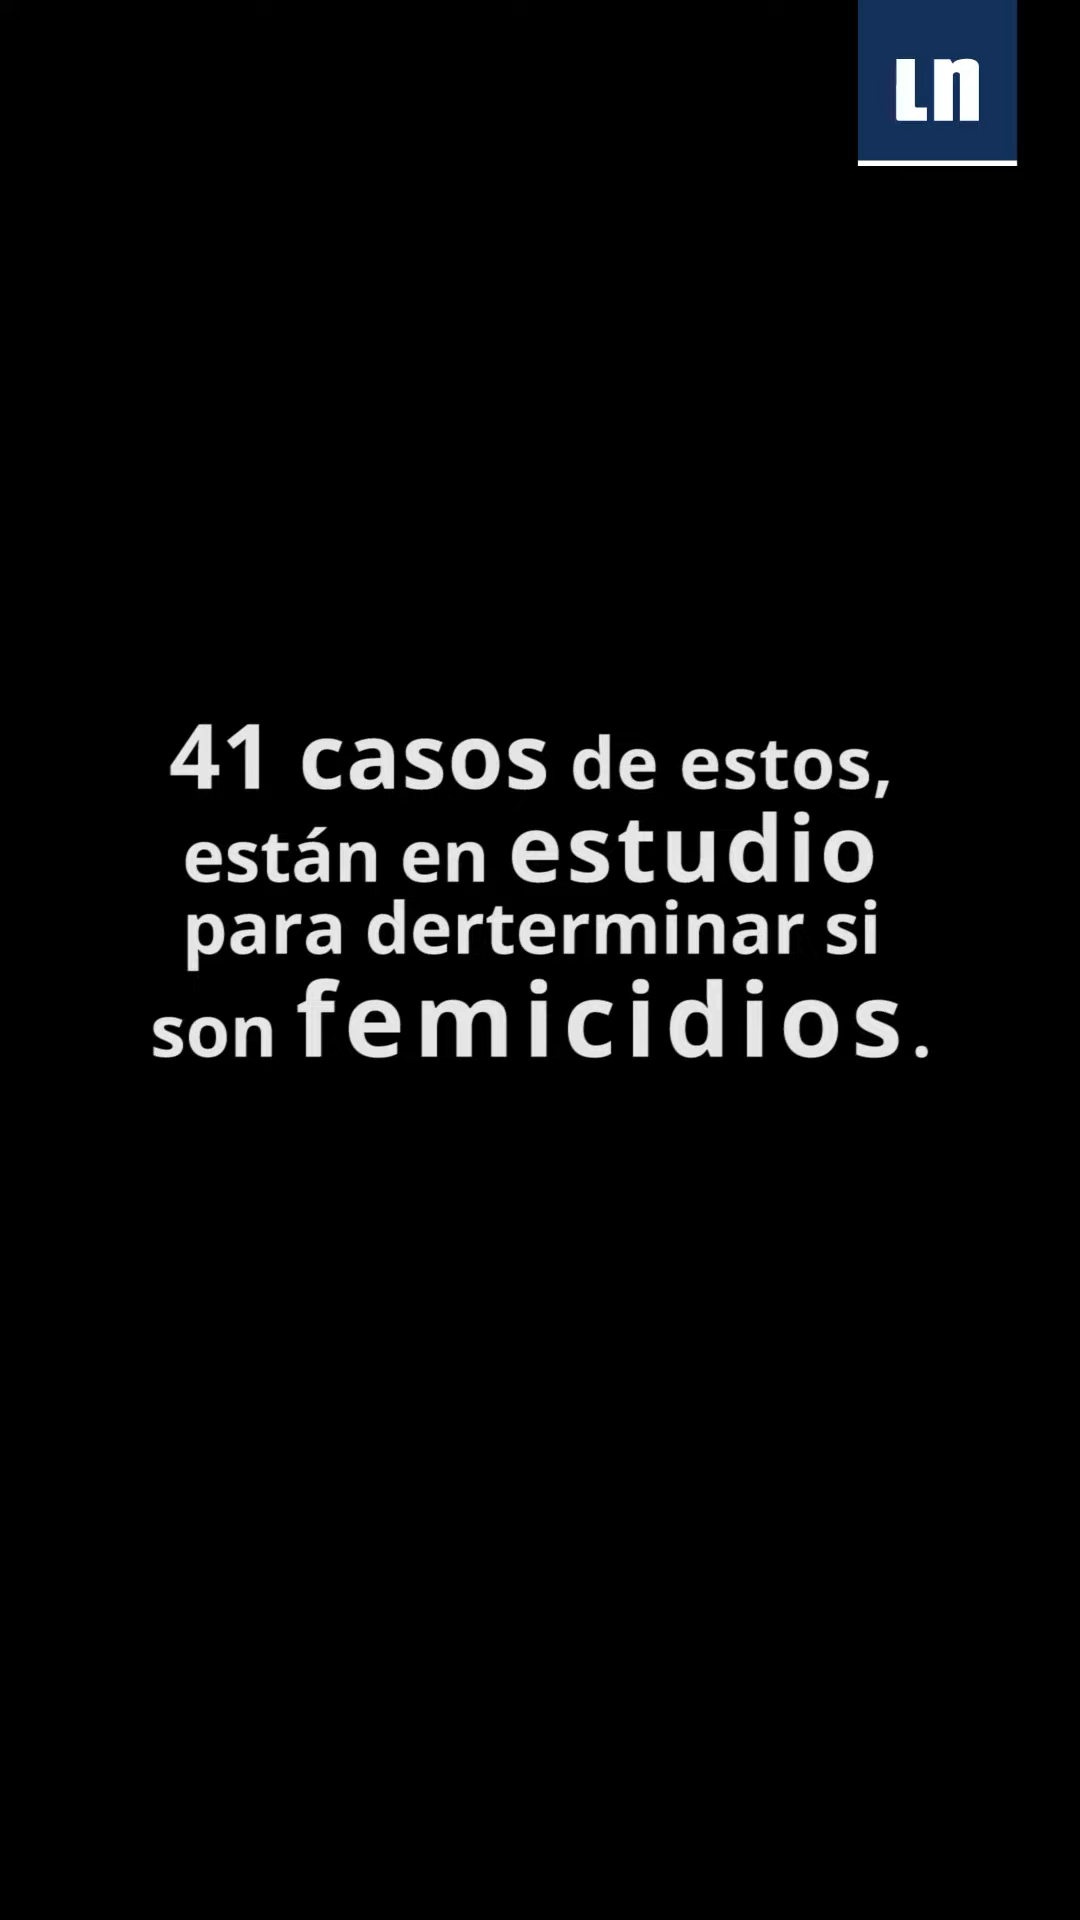 LN
41 casos de estos,
están en estudio
para derterminar si
son femicidios.